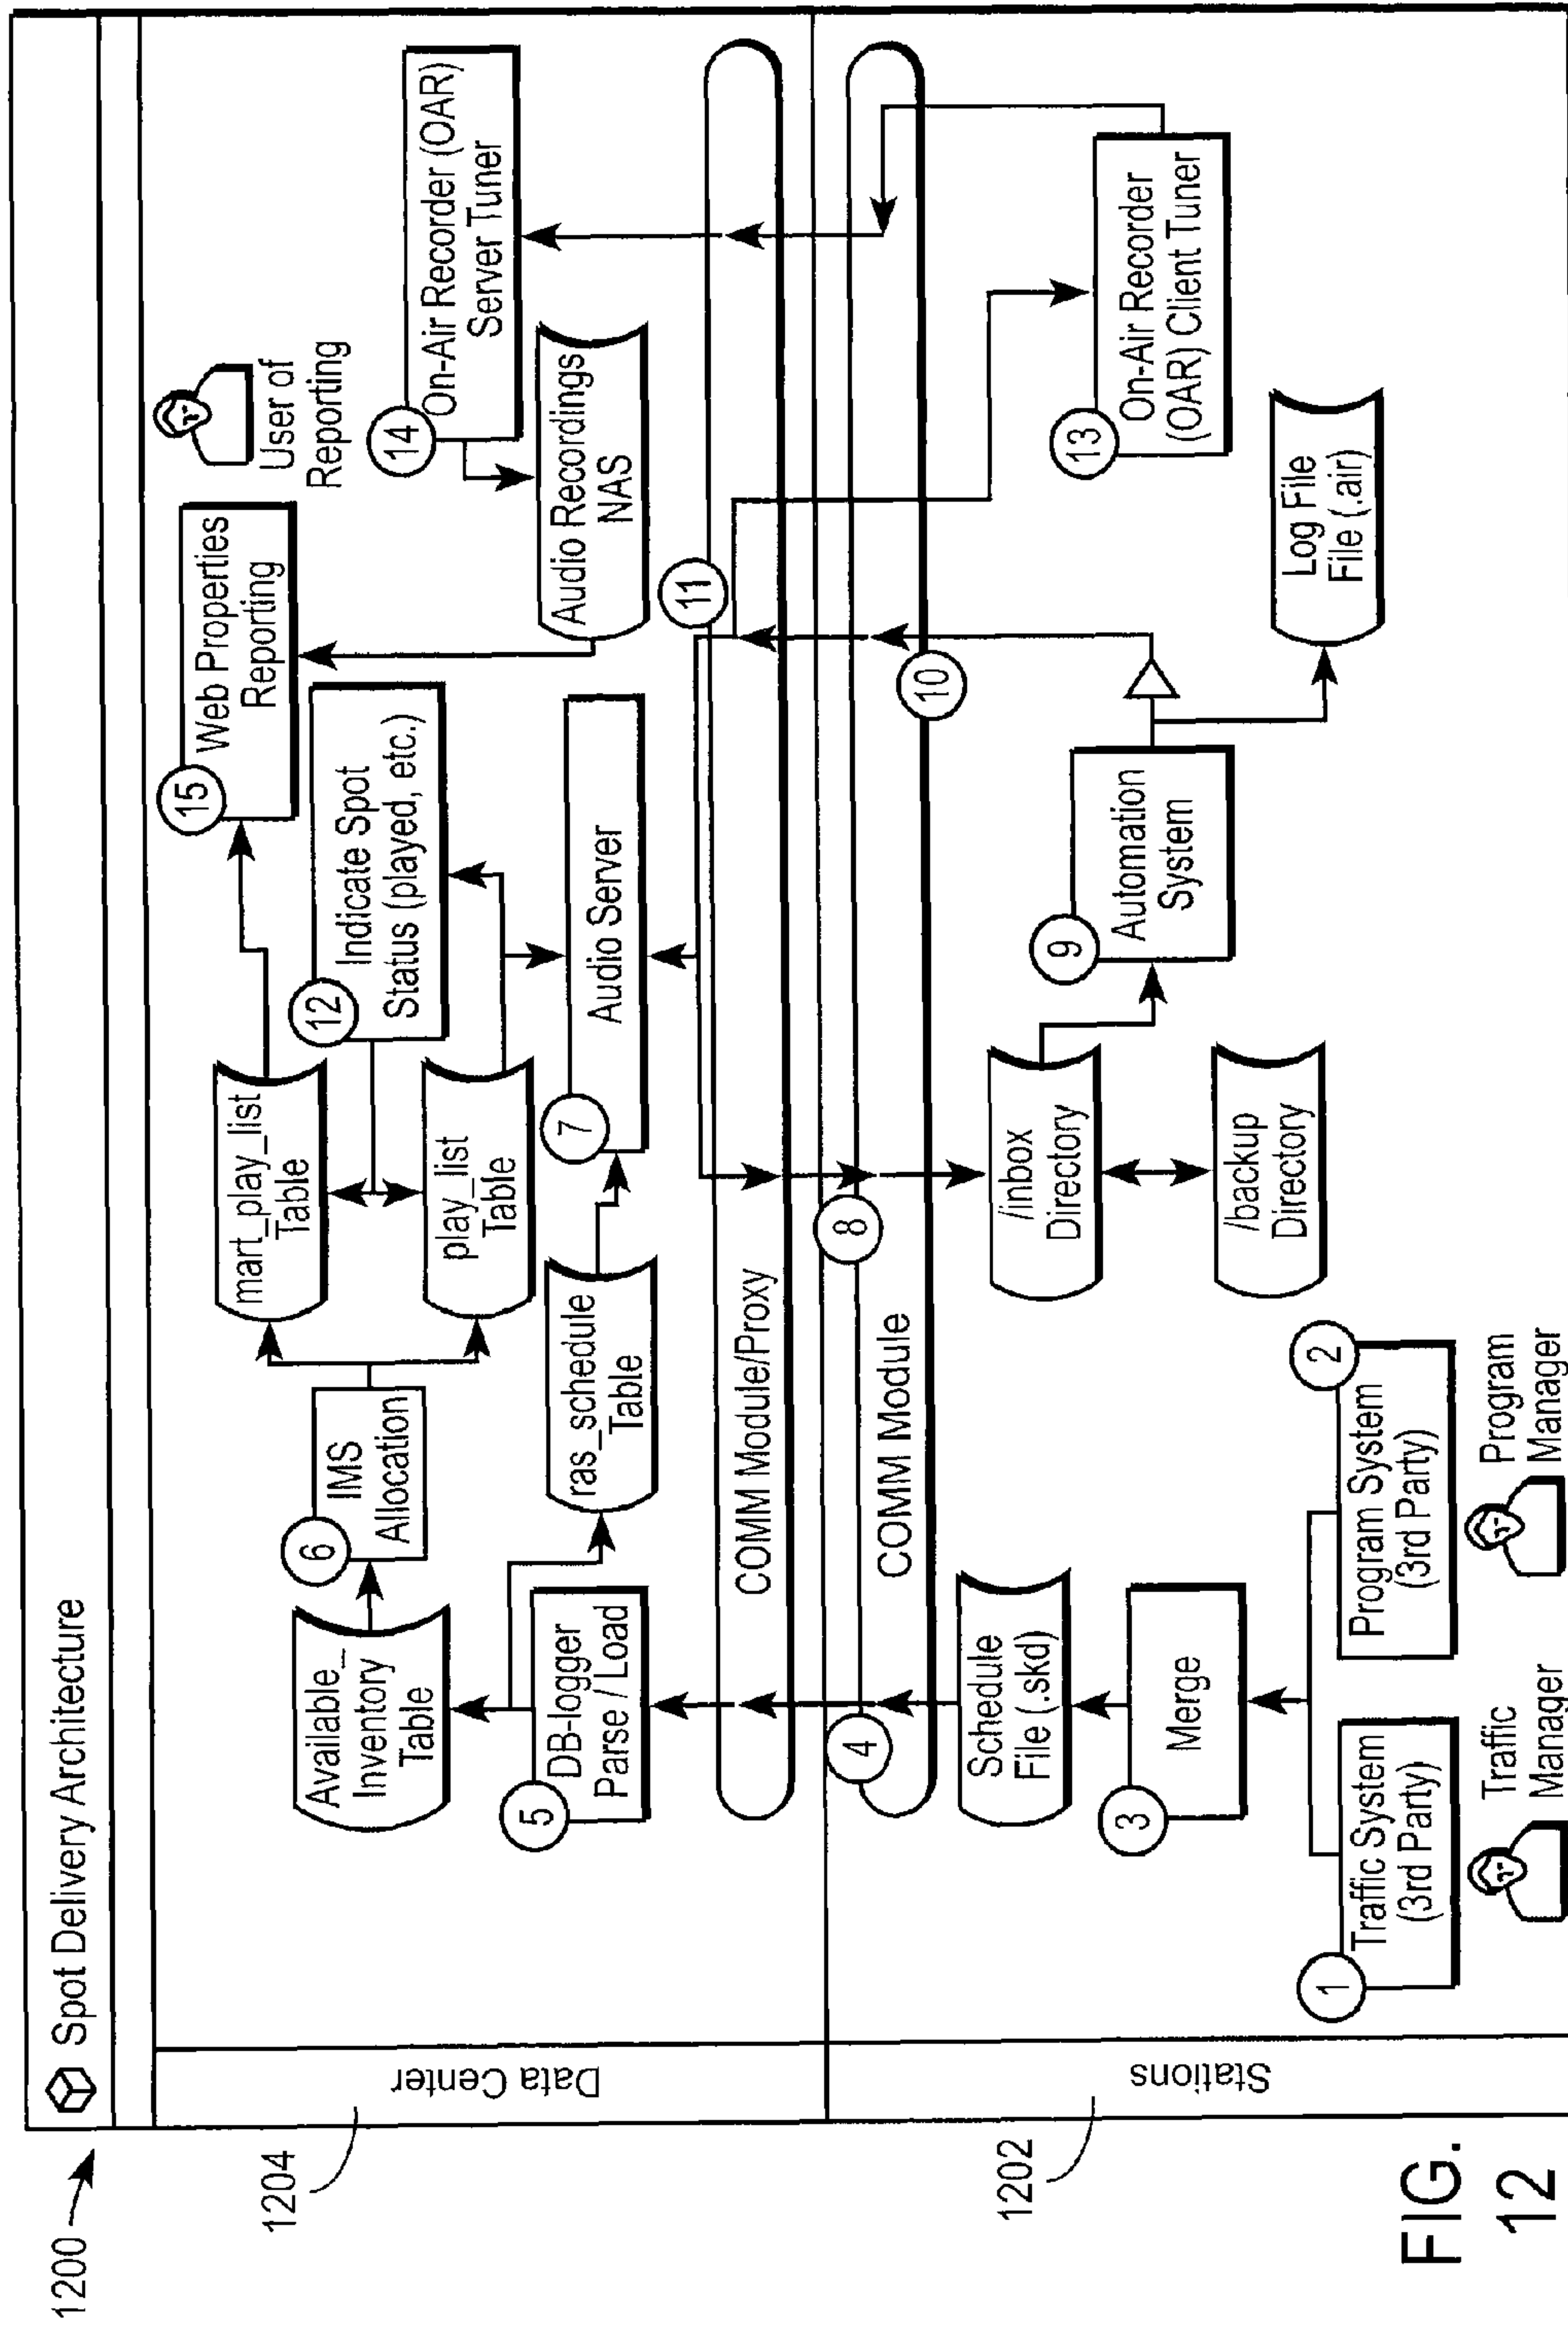 1200
Spot Delivery Architecture
1204
Data Center
Available_
Inventory
Table
6
IMS
Allocation
mart_play_list
Table
15
Web Properties
Reporting
User of
Reporting
12
Indicate Spot
Status (played, etc.)
play_list
Table
14
On-Air Recorder (OAR)
Server Tuner
5
DB-logger
Parse / Load
ras_schedule
Table
7
Audio Server
Audio Recordings
NAS
11
COMM Module/Proxy
1202
Stations
4
8
COMM Module
10
Schedule
File (.skd)
/inbox
Directory
9
Automation
System
13
On-Air Recorder
(OAR) Client Tuner
3
Merge
/backup
Directory
Log File
File (.air)
1
Traffic System
(3rd Party)
2
Program System
(3rd Party)
Traffic
Manager
Program
Manager
FIG.
12